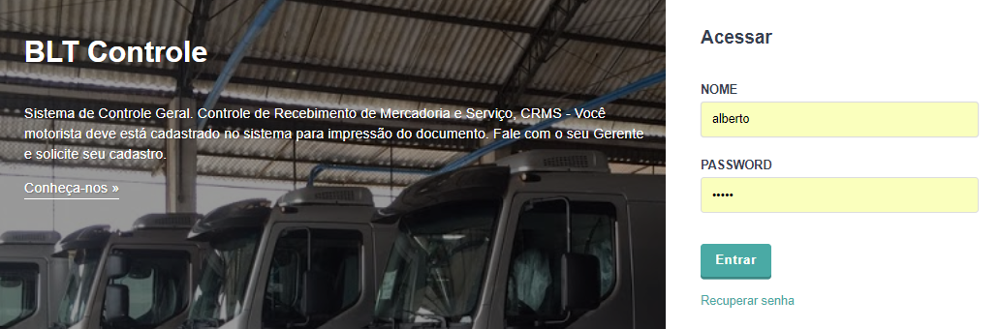 BLT Controle
Sistema de Controle Geral. Controle de Recebimento de Mercadoria e Serviço, CRMS - Você
motorista deve está cadastrado no sistema para impressão do documento. Fale com o seu Gerente
e solicite seu cadastro.
Conheça-nos »
Acessar
NOME
alberto
PASSWORD
•••••
Entrar
Recuperar senha